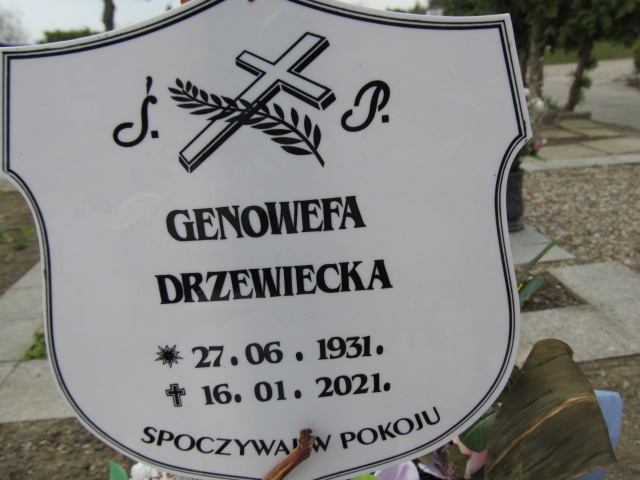 Ś. P.
GENOWEFA
DRZEWIECKA
27. 06. 1931.
16. 01. 2021.
SPOCZYWAJ W POKOJU